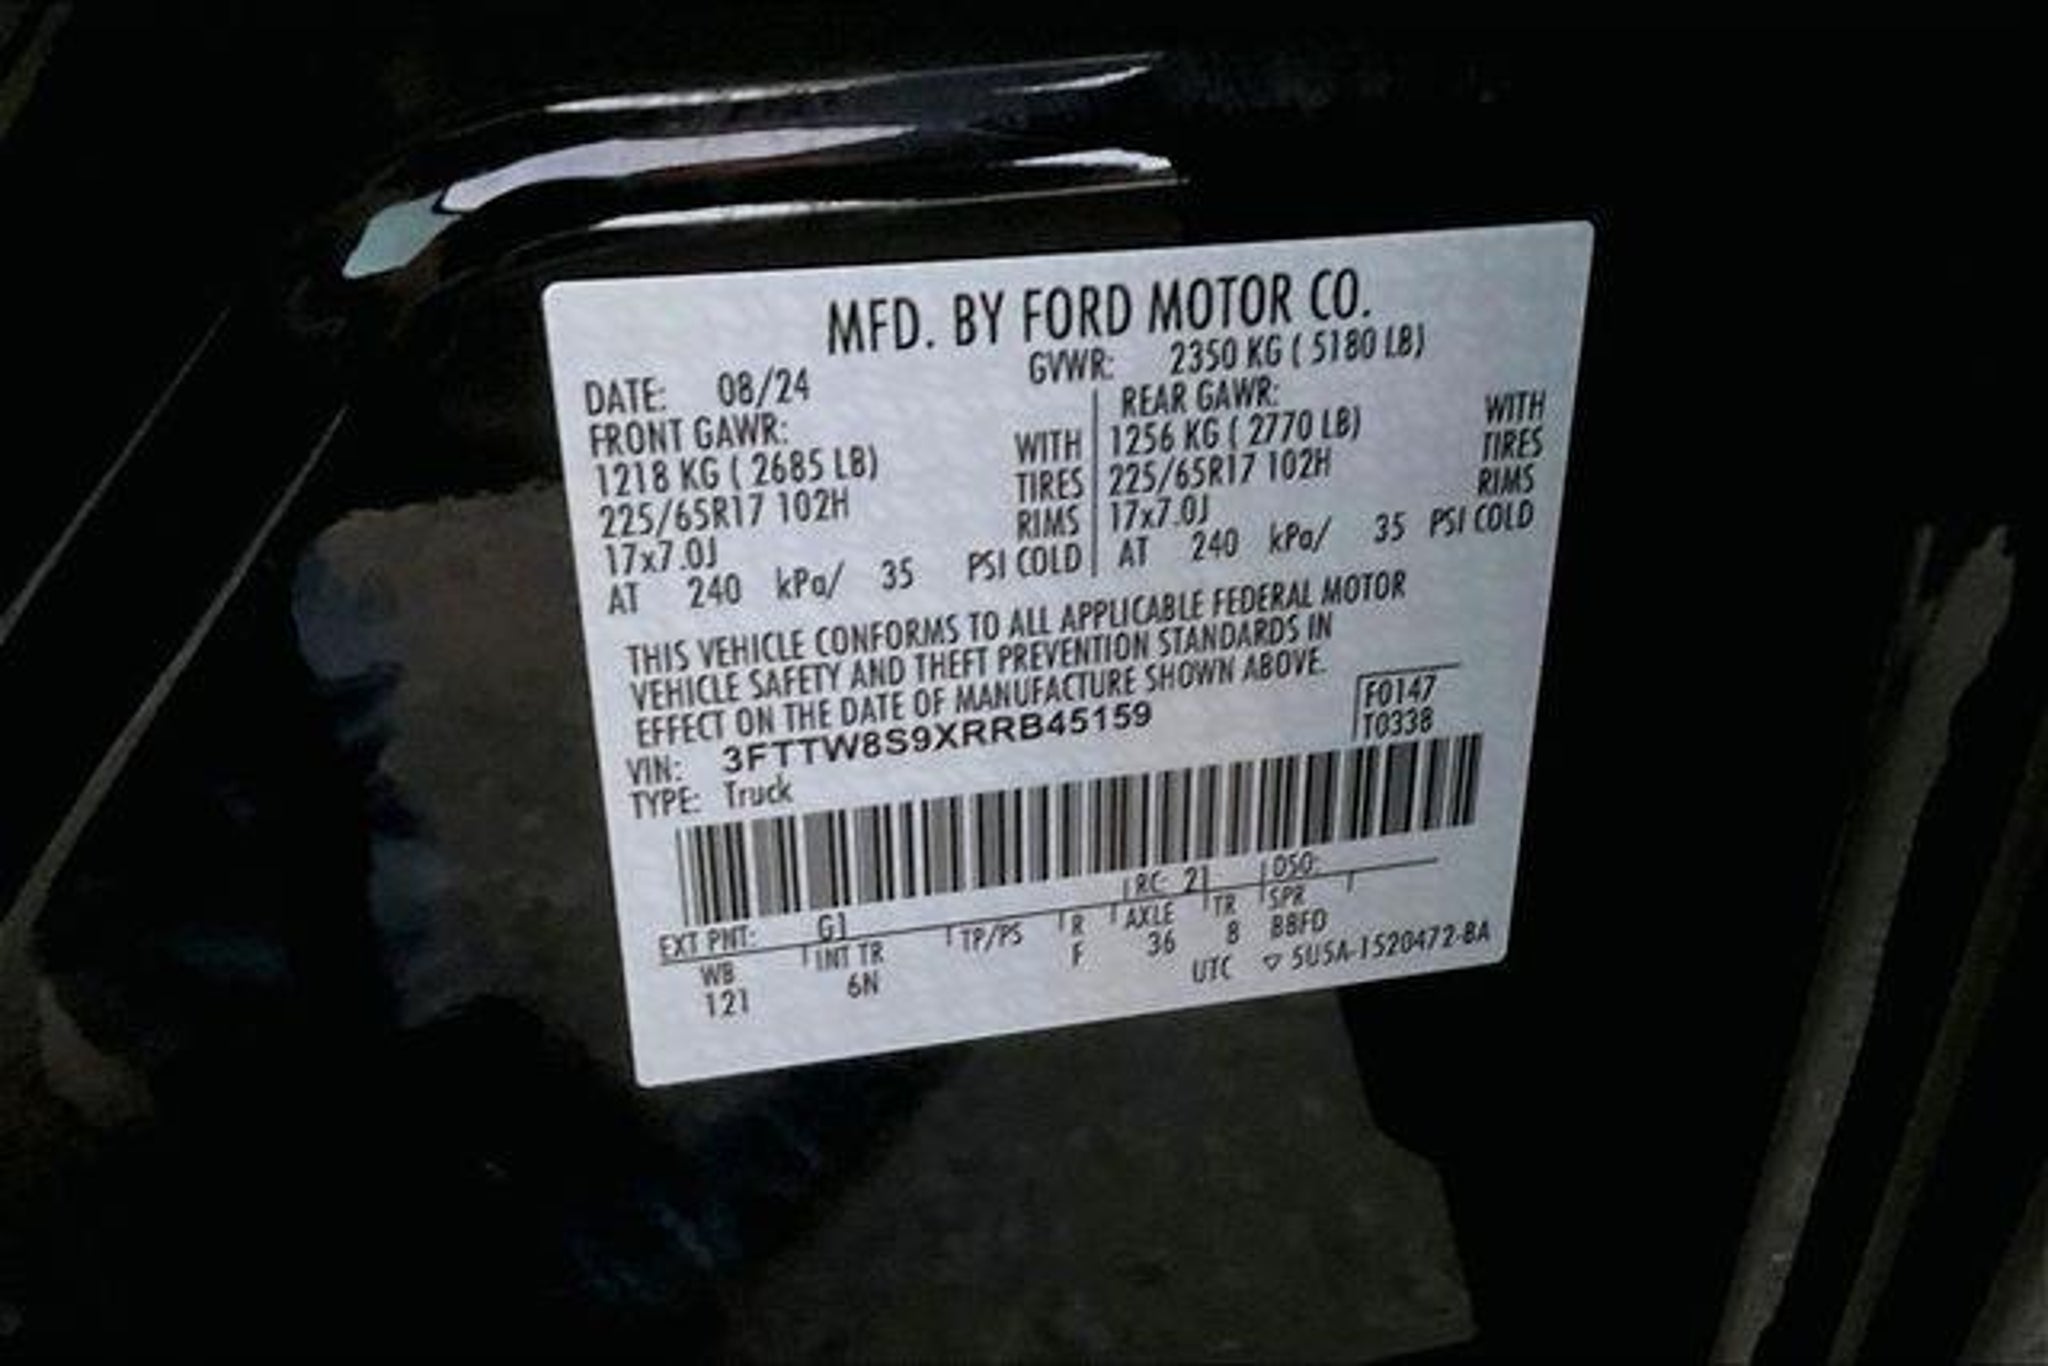 MFD. BY FORD MOTOR CO.
DATE: 08/24 GVWR: 2350 KG ( 5180 LB)
FRONT GAWR: REAR GAWR:
1218 KG ( 2685 LB) WITH 1256 KG ( 2770 LB) WITH
225/65R17 102H TIRES 225/65R17 102H TIRES
17x7.0J RIMS 17x7.0J RIMS
AT 240 kPa/ 35 PSI COLD AT 240 kPa/ 35 PSI COLD
THIS VEHICLE CONFORMS TO ALL APPLICABLE FEDERAL MOTOR
VEHICLE SAFETY AND THEFT PREVENTION STANDARDS IN
EFFECT ON THE DATE OF MANUFACTURE SHOWN ABOVE.
VIN: 3FTTW8S9XRRB45159 F0147
TYPE: Truck T0338
EXT PNT: G1 RC: 21 DSO:
WB INT TR TP/PS R AXLE TR SPR
121 6N F 36 8 BBFD
UTC ▽ 5U5A-1520472-BA